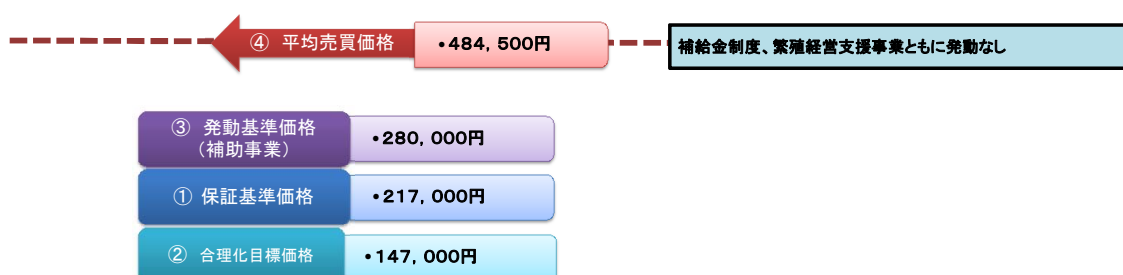 ④ 平均売買価格
•484，500円
補給金制度、繁殖経営支援事業ともに発動なし
③ 発動基準価格
（補助事業）
•280，000円
① 保証基準価格
•217，000円
② 合理化目標価格
•147，000円